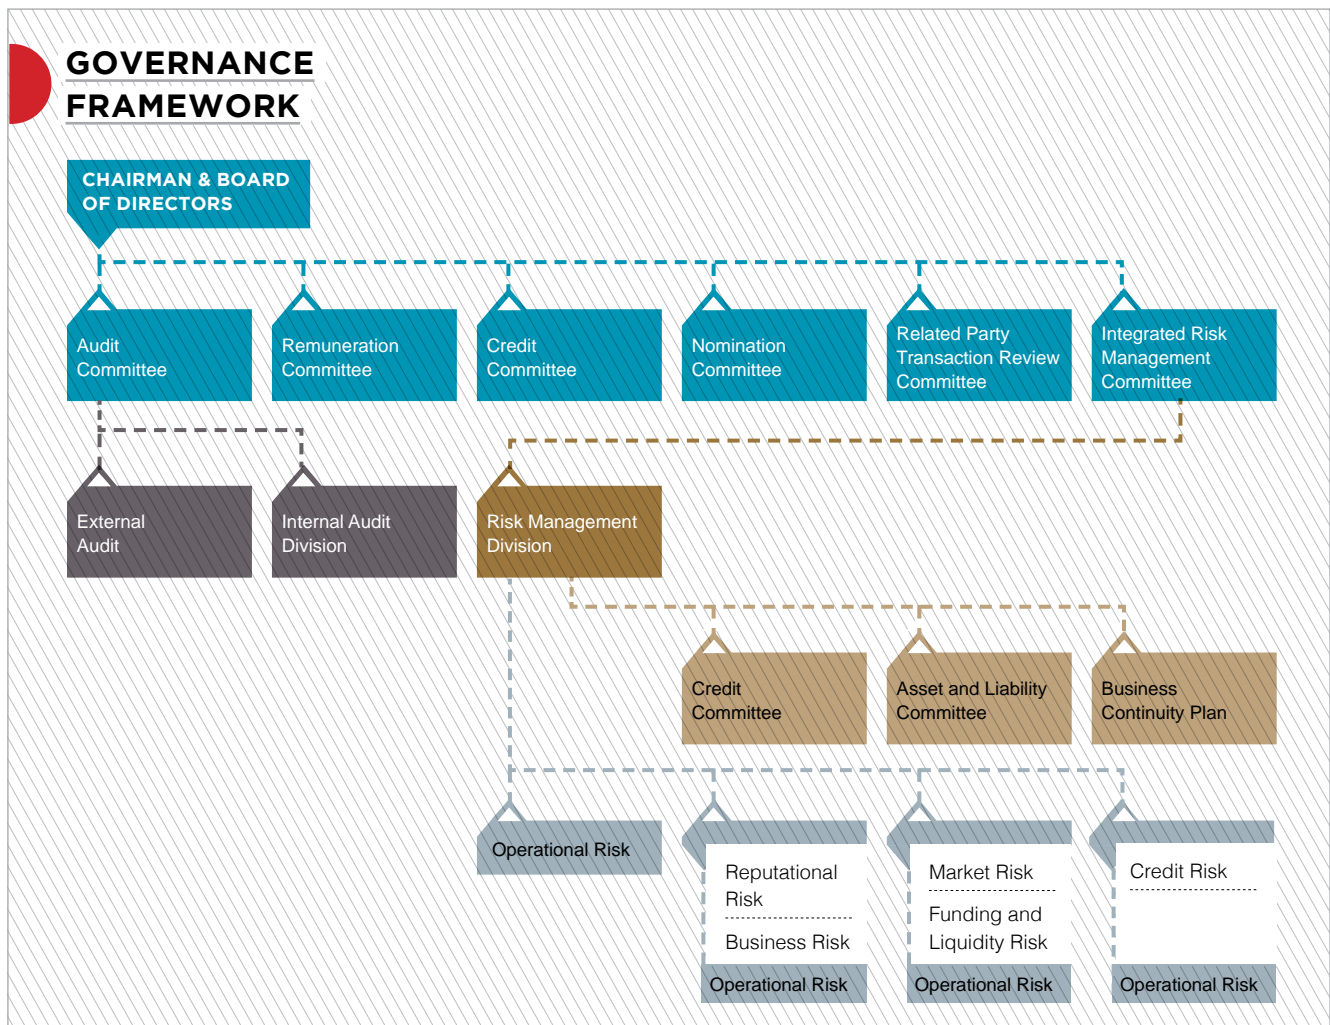 GOVERNANCE
FRAMEWORK
CHAIRMAN & BOARD
OF DIRECTORS
Audit
Committee
Remuneration
Committee
Credit
Committee
Nomination
Committee
Related Party
Transaction Review
Committee
Integrated Risk
Management
Committee
External
Audit
Internal Audit
Division
Risk Management
Division
Credit
Committee
Asset and Liability
Committee
Business
Continuity Plan
Operational Risk
Reputational
Risk
Business Risk
Operational Risk
Market Risk
Funding and
Liquidity Risk
Operational Risk
Credit Risk
Operational Risk